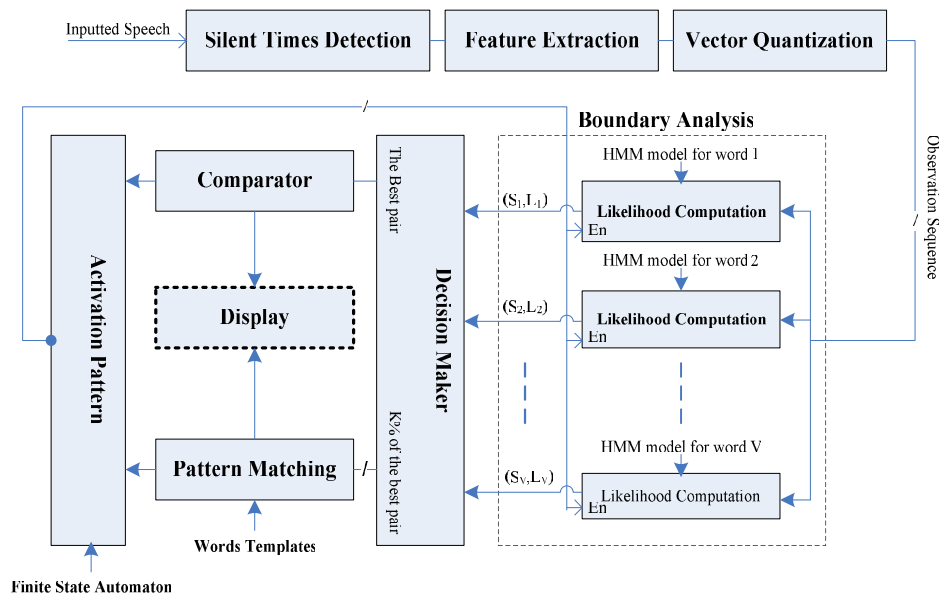 Inputted Speech
Silent Times Detection
Feature Extraction
Vector Quantization
Observation Sequence
Boundary Analysis
HMM model for word 1
Likelihood Computation
En
(S₁,L₁)
HMM model for word 2
Likelihood Computation
En
(S₂,L₂)
HMM model for word V
Likelihood Computation
En
(Sᵥ,Lᵥ)
The Best pair
Decision Maker
K% of the best pair
Comparator
Display
Pattern Matching
Words Templates
Activation Pattern
Finite State Automaton